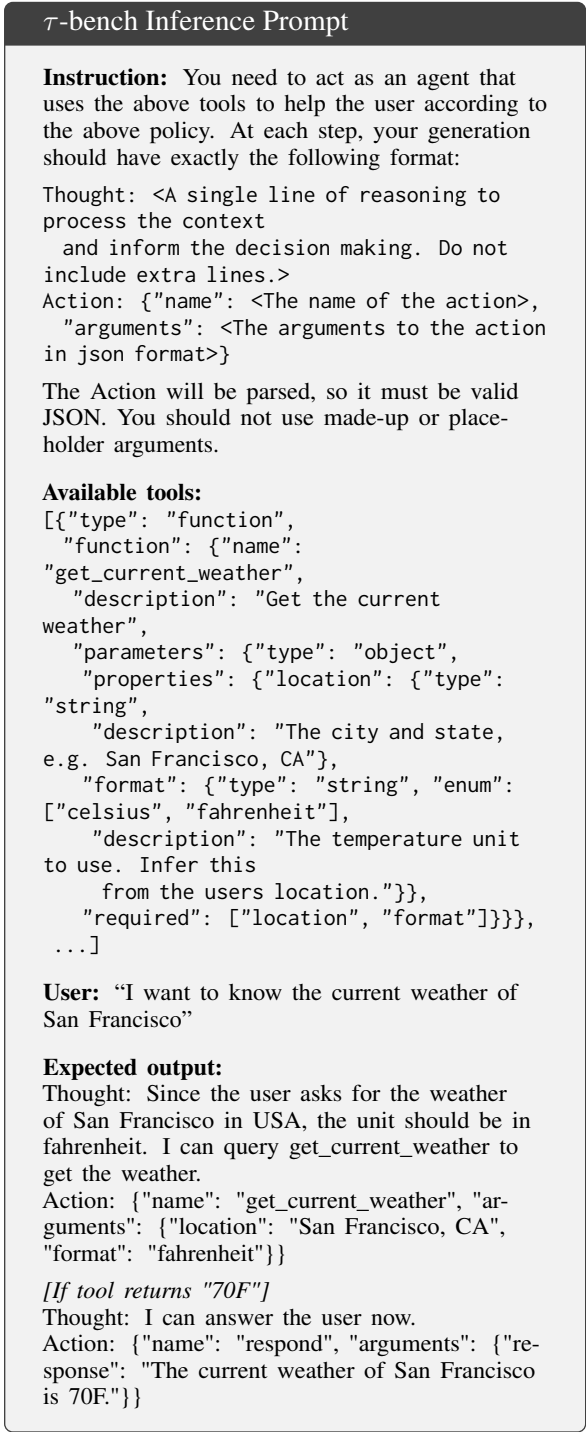 τ-bench Inference Prompt
Instruction: You need to act as an agent that
uses the above tools to help the user according to
the above policy. At each step, your generation
should have exactly the following format:
Thought: <A single line of reasoning to
process the context
and inform the decision making. Do not
include extra lines.>
Action: {"name": <The name of the action>,
"arguments": <The arguments to the action
in json format>}
The Action will be parsed, so it must be valid
JSON. You should not use made-up or place-
holder arguments.
Available tools:
[{"type": "function",
"function": {"name":
"get_current_weather",
"description": "Get the current
weather",
"parameters": {"type": "object",
"properties": {"location": {"type":
"string",
"description": "The city and state,
e.g. San Francisco, CA"},
"format": {"type": "string", "enum":
["celsius", "fahrenheit"],
"description": "The temperature unit
to use. Infer this
from the users location."}},
"required": ["location", "format"]}}},
...]
User: “I want to know the current weather of
San Francisco”
Expected output:
Thought: Since the user asks for the weather
of San Francisco in USA, the unit should be in
fahrenheit. I can query get_current_weather to
get the weather.
Action: {"name": "get_current_weather", "ar-
guments": {"location": "San Francisco, CA",
"format": "fahrenheit"}}
[If tool returns "70F"]
Thought: I can answer the user now.
Action: {"name": "respond", "arguments": {"re-
sponse": "The current weather of San Francisco
is 70F."}}